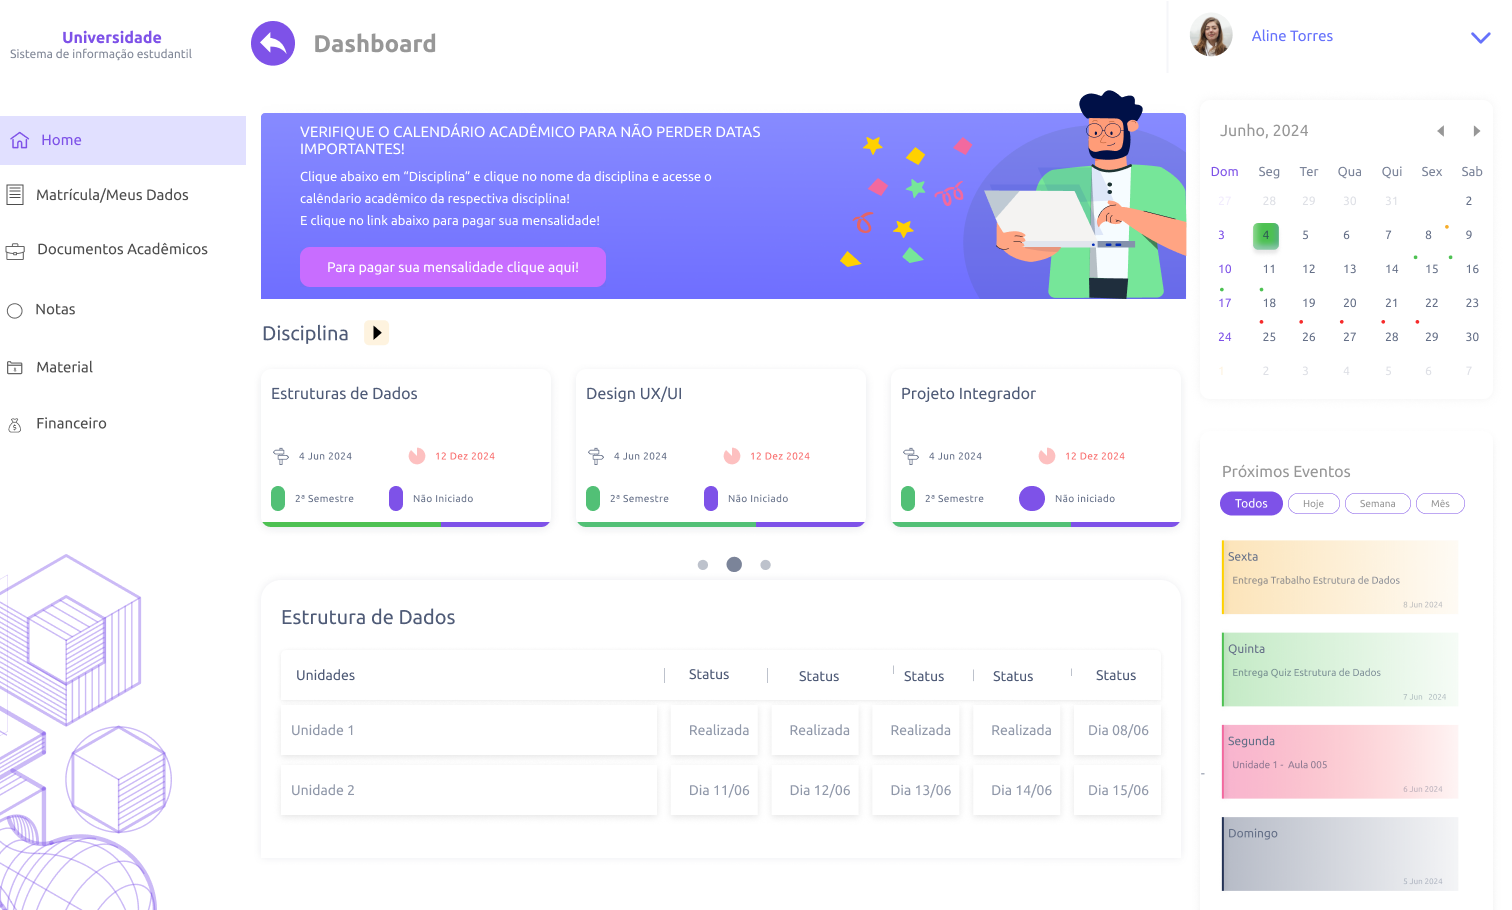 Universidade
Sistema de informação estudantil
Dashboard
Aline Torres
Home
Matrícula/Meus Dados
Documentos Acadêmicos
Notas
Material
Financeiro
VERIFIQUE O CALENDÁRIO ACADÊMICO PARA NÃO PERDER DATAS
IMPORTANTES!
Clique abaixo em “Disciplina” e clique no nome da disciplina e acesse o
calêndario acadêmico da respectiva disciplina!
E clique no link abaixo para pagar sua mensalidade!
Para pagar sua mensalidade clique aqui!
Disciplina
Estruturas de Dados
4 Jun 2024 12 Dez 2024
2ª Semestre Não Iniciado
Design UX/UI
4 Jun 2024 12 Dez 2024
2ª Semestre Não Iniciado
Projeto Integrador
4 Jun 2024 12 Dez 2024
2ª Semestre Não iniciado
Estrutura de Dados
Unidades Status Status Status Status Status
Unidade 1 Realizada Realizada Realizada Realizada Dia 08/06
Unidade 2 Dia 11/06 Dia 12/06 Dia 13/06 Dia 14/06 Dia 15/06
Junho, 2024
Dom Seg Ter Qua Qui Sex Sab
27 28 29 30 31 2
3 4 5 6 7 8 9
10 11 12 13 14 15 16
17 18 19 20 21 22 23
24 25 26 27 28 29 30
1 2 3 4 5 6 7
Próximos Eventos
Todos Hoje Semana Mês
Sexta
Entrega Trabalho Estrutura de Dados
8 Jun 2024
Quinta
Entrega Quiz Estrutura de Dados
7 Jun 2024
Segunda
Unidade 1 - Aula 005
6 Jun 2024
-
Domingo
5 Jun 2024